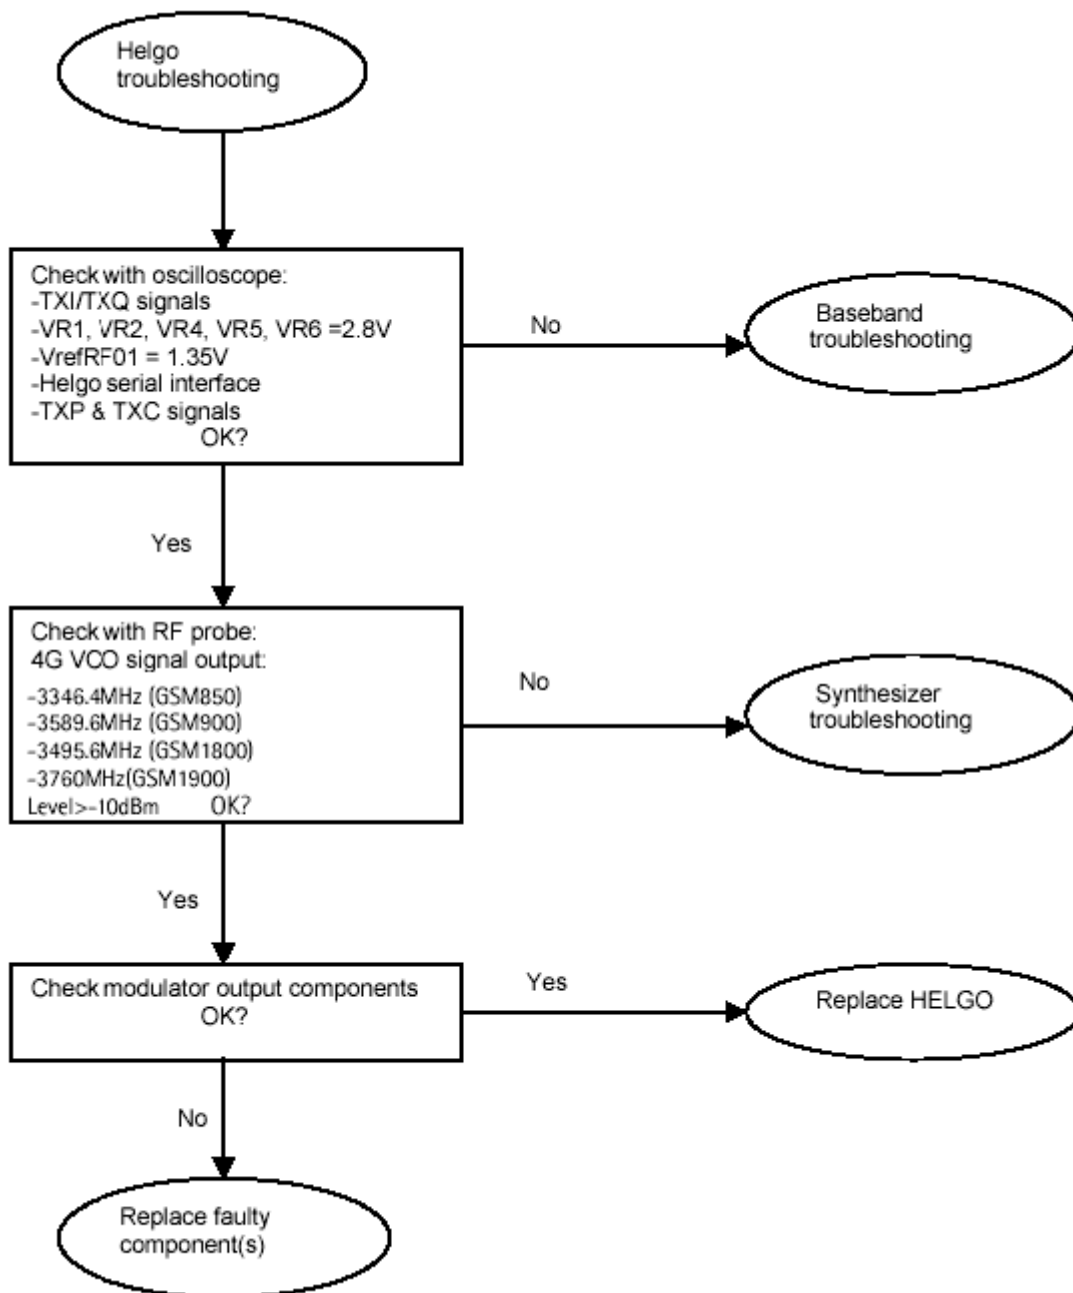 Helgo
troubleshooting
Check with oscilloscope:
-TXI/TXQ signals
-VR1, VR2, VR4, VR5, VR6 =2.8V
-VrefRF01 = 1.35V
-Helgo serial interface
-TXP & TXC signals
OK?
No
Baseband
troubleshooting
Yes
Check with RF probe:
4G VCO signal output:
-3346.4MHz (GSM850)
-3589.6MHz (GSM900)
-3495.6MHz (GSM1800)
-3760MHz(GSM1900)
Level>-10dBm OK?
No
Synthesizer
troubleshooting
Yes
Check modulator output components
OK?
Yes
Replace HELGO
No
Replace faulty
component(s)